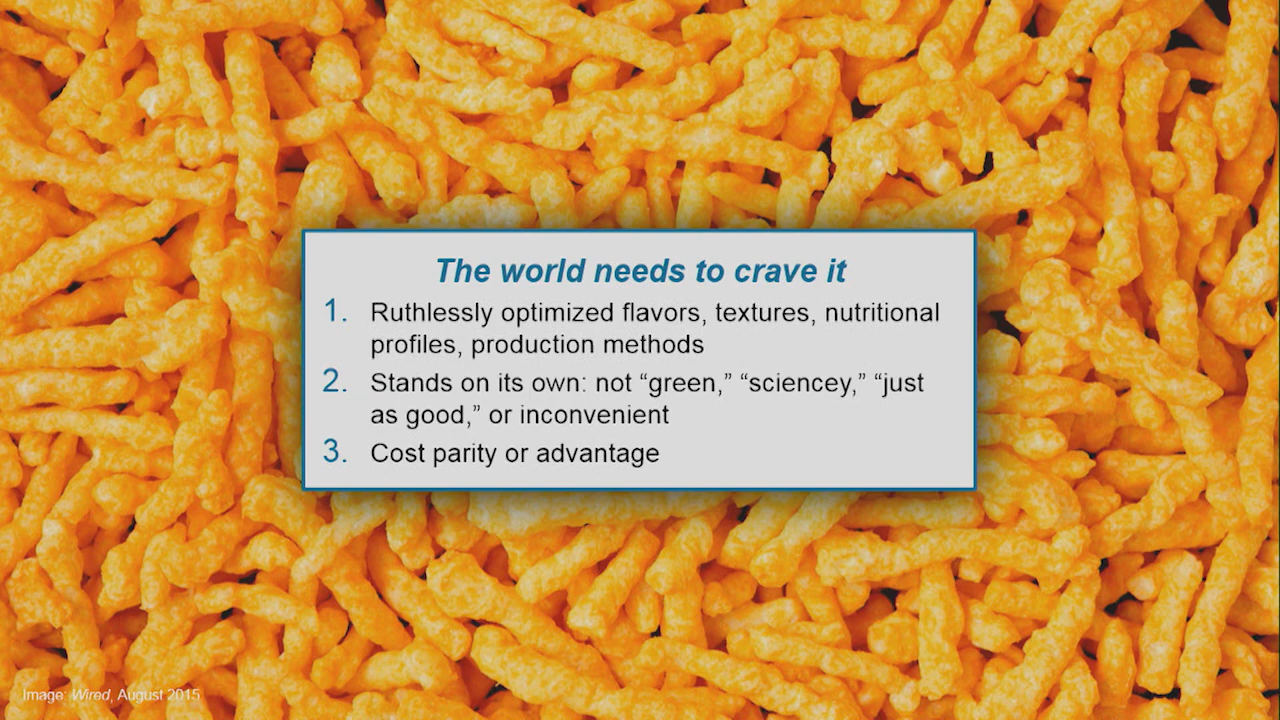 The world needs to crave it
1. Ruthlessly optimized flavors, textures, nutritional
profiles, production methods
2. Stands on its own: not “green,” “sciencey,” “just
as good,” or inconvenient
3. Cost parity or advantage
Image: Wired, August 2015